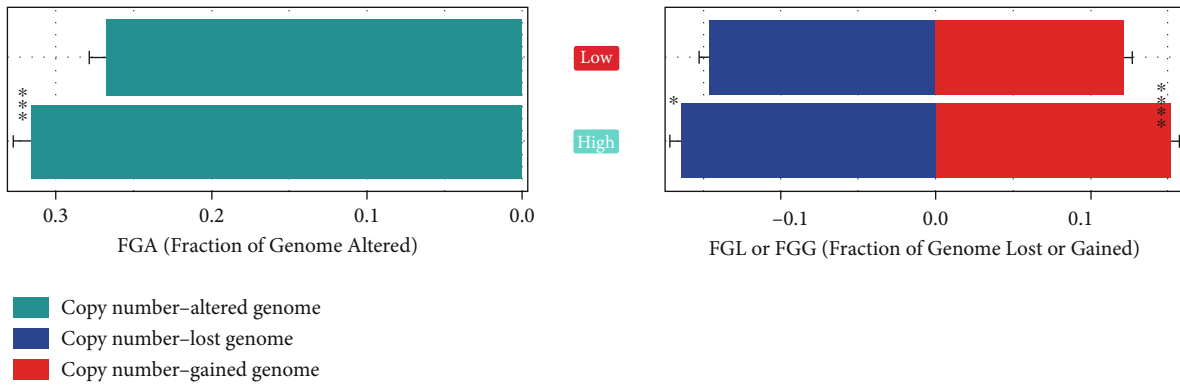 Low
High
***
*
****
0.3 0.2 0.1 0.0
FGA (Fraction of Genome Altered)
–0.1 0.0 0.1
FGL or FGG (Fraction of Genome Lost or Gained)
Copy number–altered genome
Copy number–lost genome
Copy number–gained genome